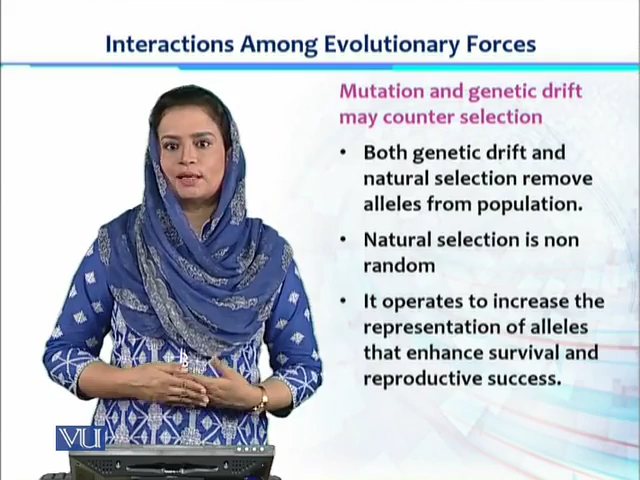 Interactions Among Evolutionary Forces
Mutation and genetic drift
may counter selection
• Both genetic drift and
natural selection remove
alleles from population.
• Natural selection is non
random
• It operates to increase the
representation of alleles
that enhance survival and
reproductive success.
VU